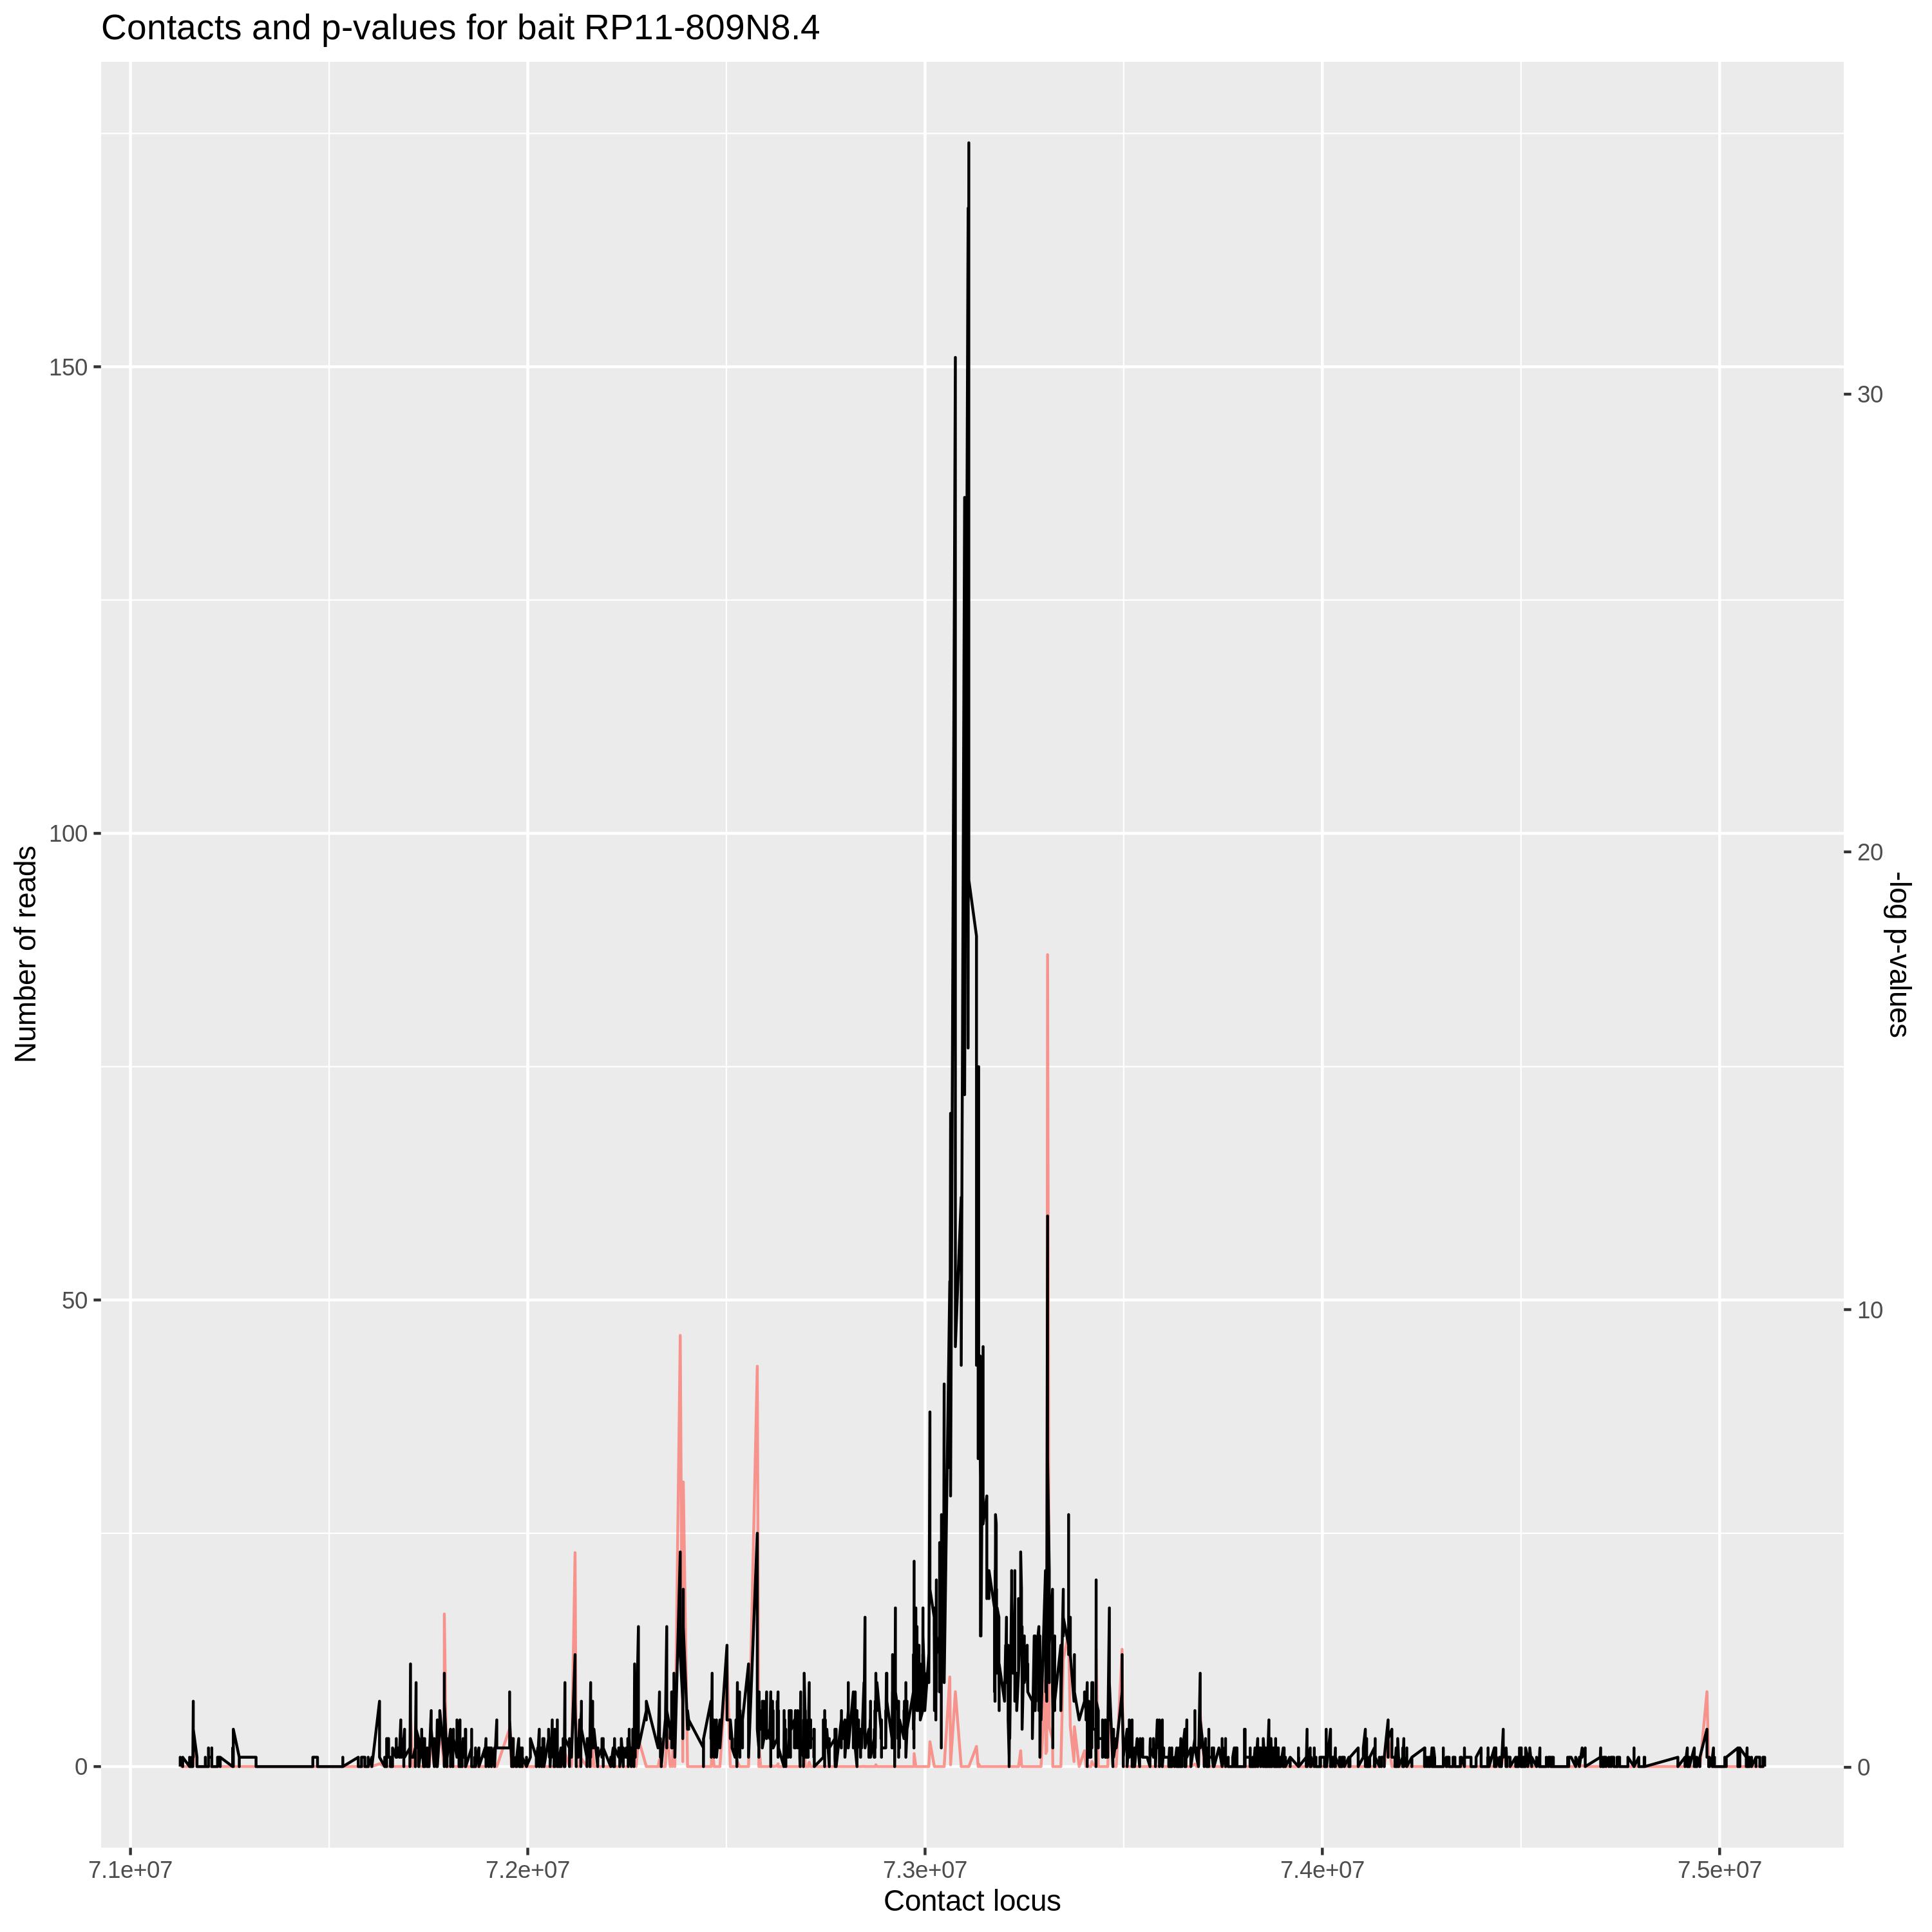 Contacts and p-values for bait RP11-809N8.4
150
100
50
0
Number of reads
30
20
10
0
-log p-values
7.1e+07 7.2e+07 7.3e+07 7.4e+07 7.5e+07
Contact locus